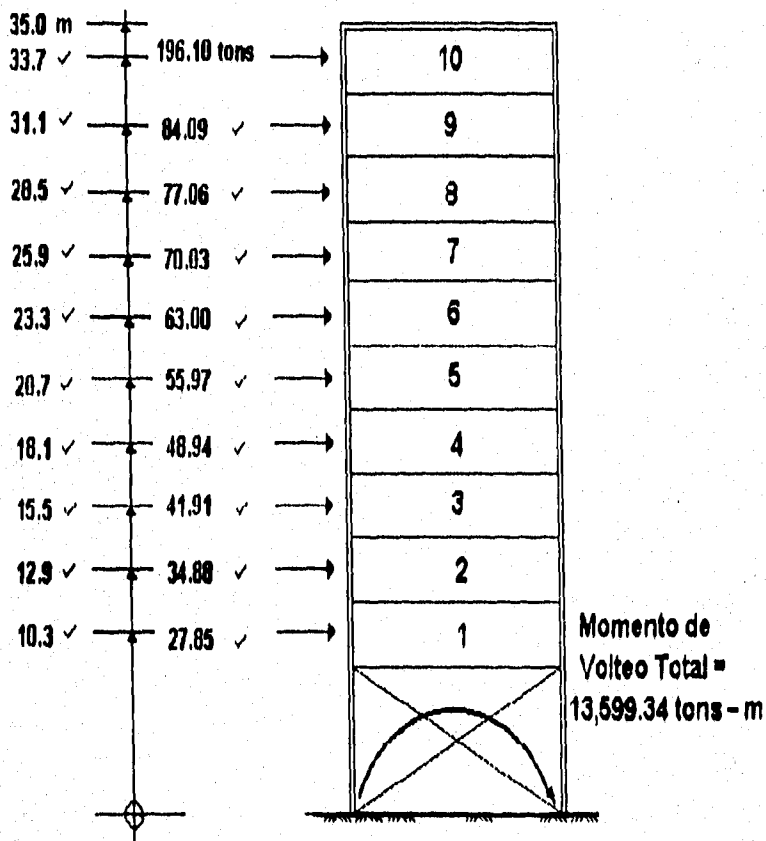 35.0 m
33.7 ✓ 196.10 tons 10
31.1 ✓ 84.09 ✓ 9
28.5 ✓ 77.06 ✓ 8
25.9 ✓ 70.03 ✓ 7
23.3 ✓ 63.00 ✓ 6
20.7 ✓ 55.97 ✓ 5
18.1 ✓ 48.94 ✓ 4
15.5 ✓ 41.91 ✓ 3
12.9 ✓ 34.88 ✓ 2
10.3 ✓ 27.85 ✓ 1
Momento de
Volteo Total =
13,599.34 tons – m